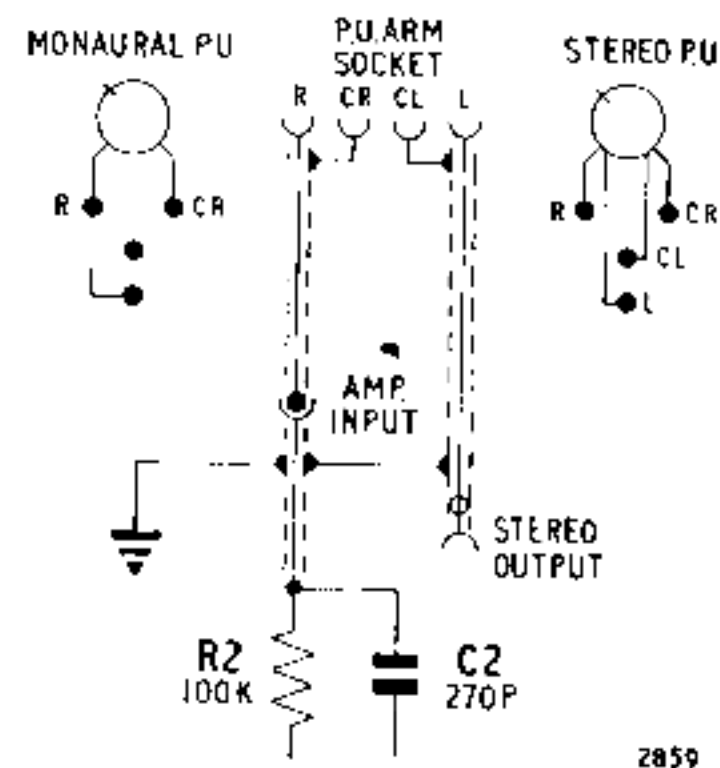 MONAURAL PU
P.U. ARM
SOCKET
R CR CL L
STEREO P.U
R
CR
R
CR
CL
L
AMP.
INPUT
STEREO
OUTPUT
R2
100K
C2
270P
2859